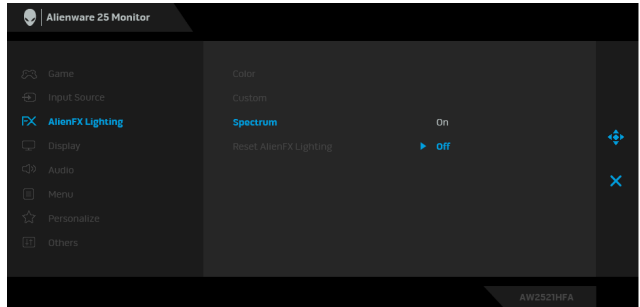 Alienware 25 Monitor
Game
Input Source
FX AlienFX Lighting
Display
Audio
Menu
Personalize
Others
Color
Custom
Spectrum On
Reset AlienFX Lighting Off
AW2521HFA